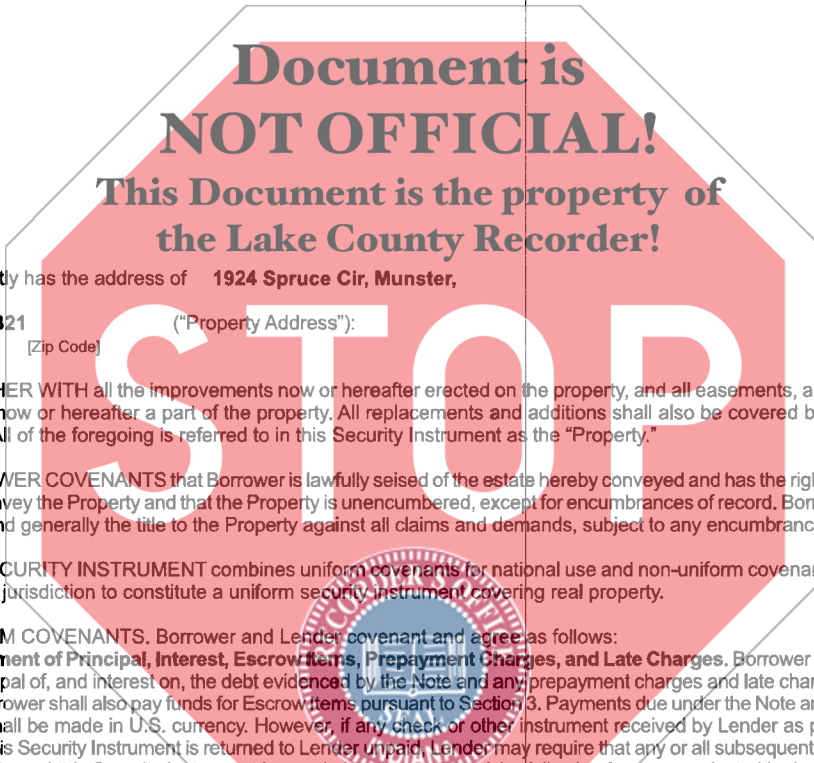 Document is
NOT OFFICIAL!
This Document is the property of
the Lake County Recorder!
tly has the address of 1924 Spruce Cir, Munster,
321 ("Property Address"):
[Zip Code]
STOP
HER WITH all the improvements now or hereafter erected on the property, and all easements, a
now or hereafter a part of the property. All replacements and additions shall also be covered b
All of the foregoing is referred to in this Security Instrument as the “Property.”
WER COVENANTS that Borrower is lawfully seised of the estate hereby conveyed and has the righ
vey the Property and that the Property is unencumbered, except for encumbrances of record. Borr
nd generally the title to the Property against all claims and demands, subject to any encumbranc
CURITY INSTRUMENT combines uniform covenants for national use and non-uniform covenan
jurisdiction to constitute a uniform security instrument covering real property.
RECORDER'S OFFICE
SEAL
M COVENANTS. Borrower and Lender covenant and agree as follows:
ment of Principal, Interest, Escrow Items, Prepayment Charges, and Late Charges. Borrower
pal of, and interest on, the debt evidenced by the Note and any prepayment charges and late char
rower shall also pay funds for Escrow Items pursuant to Section 3. Payments due under the Note an
all be made in U.S. currency. However, if any check or other instrument received by Lender as p
is Security Instrument is returned to Lender unpaid, Lender may require that any or all subsequent